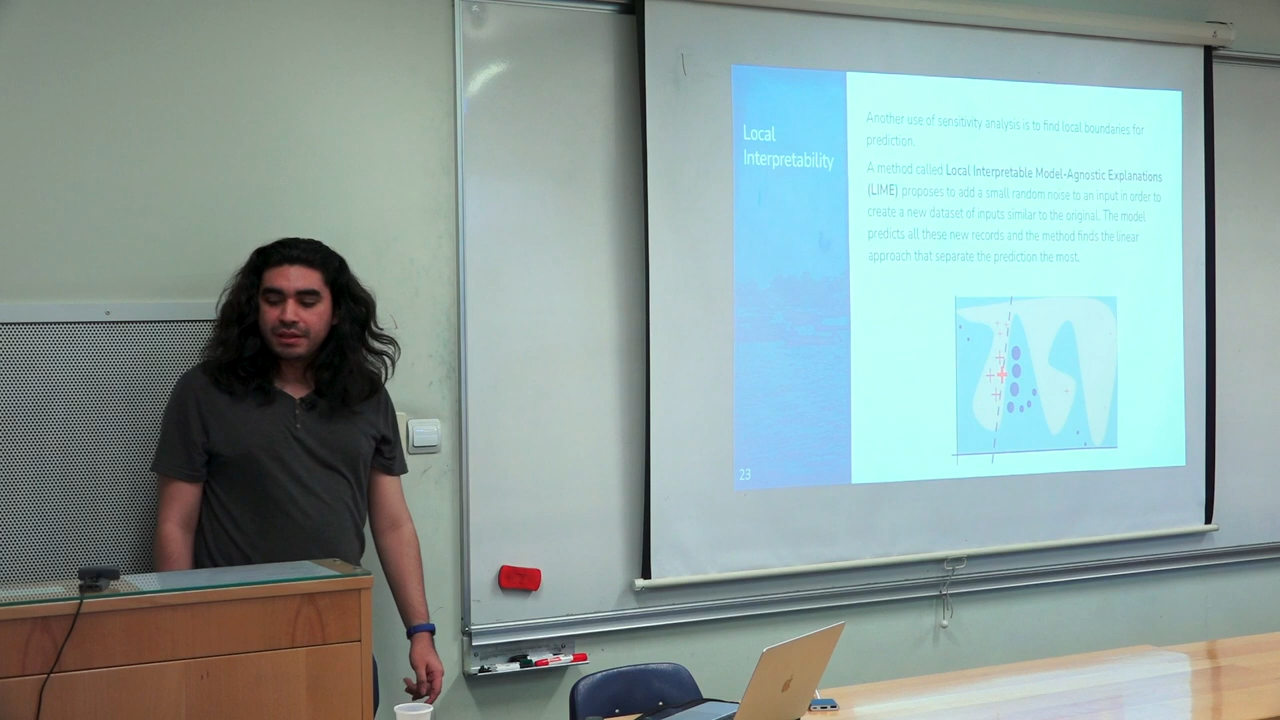 Local
Interpretability
23
Another use of sensitivity analysis is to find local boundaries for
prediction.
A method called Local Interpretable Model-Agnostic Explanations
(LIME) proposes to add a small random noise to an input in order to
create a new dataset of inputs similar to the original. The model
predicts all these new records and the method finds the linear
approach that separate the prediction the most.